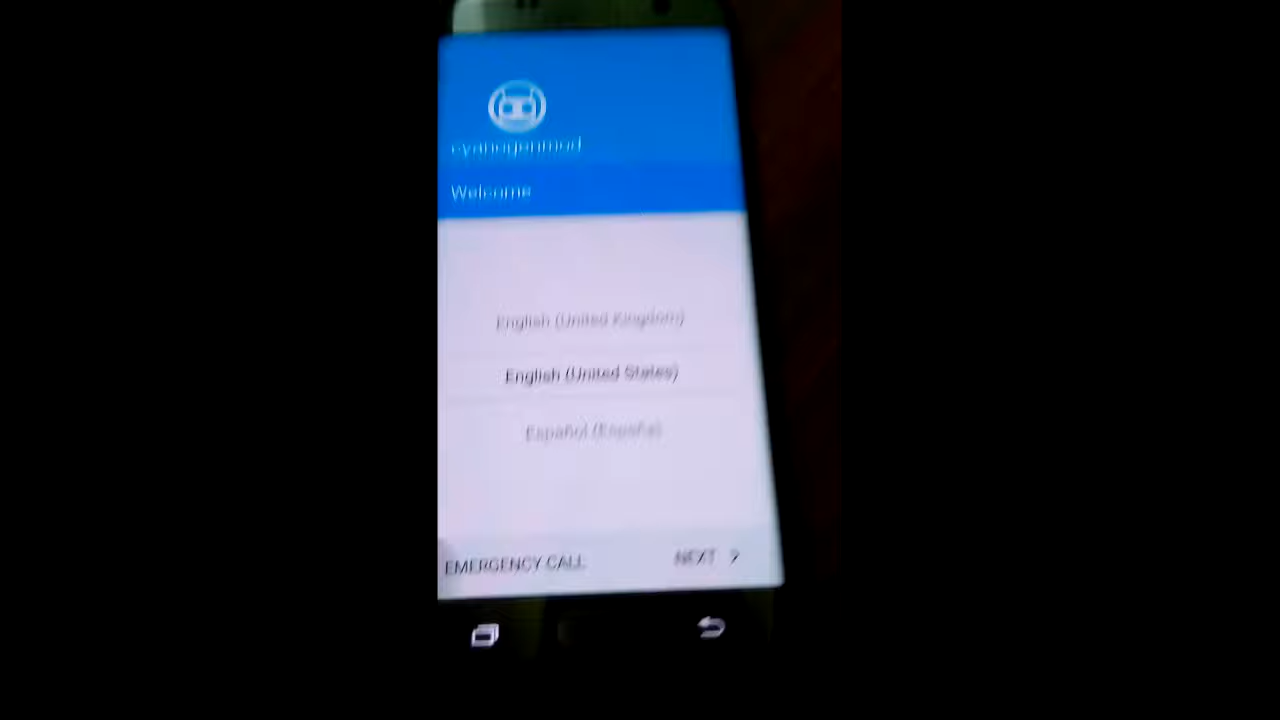 cyanogenmod
Welcome
English (United Kingdom)
English (United States)
Español (España)
EMERGENCY CALL
NEXT